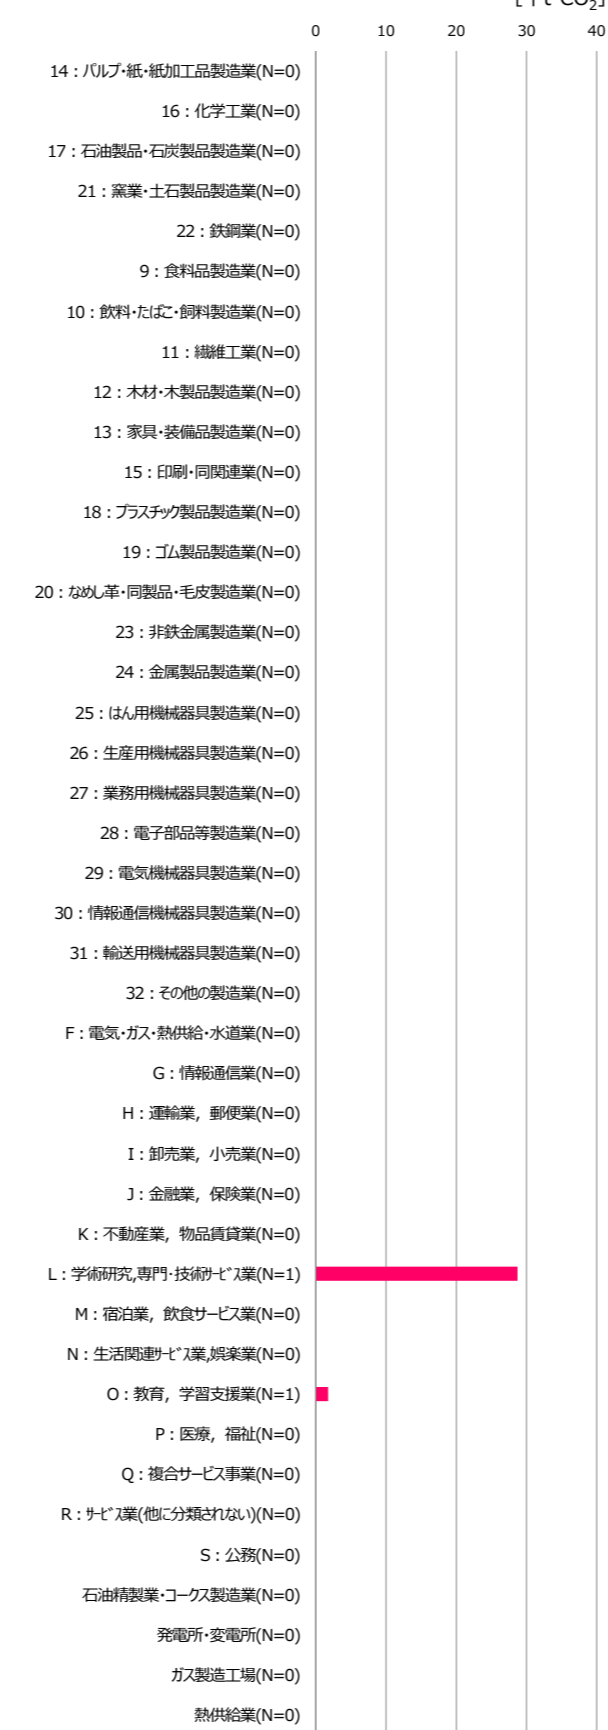 t-CO2]
0 10 20 30 40
14：パルプ・紙・紙加工品製造業(N=0)
16：化学工業(N=0)
17：石油製品・石炭製品製造業(N=0)
21：窯業・土石製品製造業(N=0)
22：鉄鋼業(N=0)
9：食料品製造業(N=0)
10：飲料・たばこ・飼料製造業(N=0)
11：繊維工業(N=0)
12：木材・木製品製造業(N=0)
13：家具・装備品製造業(N=0)
15：印刷・同関連業(N=0)
18：プラスチック製品製造業(N=0)
19：ゴム製品製造業(N=0)
20：なめし革・同製品・毛皮製造業(N=0)
23：非鉄金属製造業(N=0)
24：金属製品製造業(N=0)
25：はん用機械器具製造業(N=0)
26：生産用機械器具製造業(N=0)
27：業務用機械器具製造業(N=0)
28：電子部品等製造業(N=0)
29：電気機械器具製造業(N=0)
30：情報通信機械器具製造業(N=0)
31：輸送用機械器具製造業(N=0)
32：その他の製造業(N=0)
F：電気・ガス・熱供給・水道業(N=0)
G：情報通信業(N=0)
H：運輸業，郵便業(N=0)
I：卸売業，小売業(N=0)
J：金融業，保険業(N=0)
K：不動産業，物品賃貸業(N=0)
L：学術研究,専門・技術ｻｰﾋﾞｽ業(N=1)
M：宿泊業，飲食サービス業(N=0)
N：生活関連ｻｰﾋﾞｽ業,娯楽業(N=0)
O：教育，学習支援業(N=1)
P：医療，福祉(N=0)
Q：複合サービス事業(N=0)
R：ｻｰﾋﾞｽ業(他に分類されない)(N=0)
S：公務(N=0)
石油精製業・コークス製造業(N=0)
発電所・変電所(N=0)
ガス製造工場(N=0)
熱供給業(N=0)